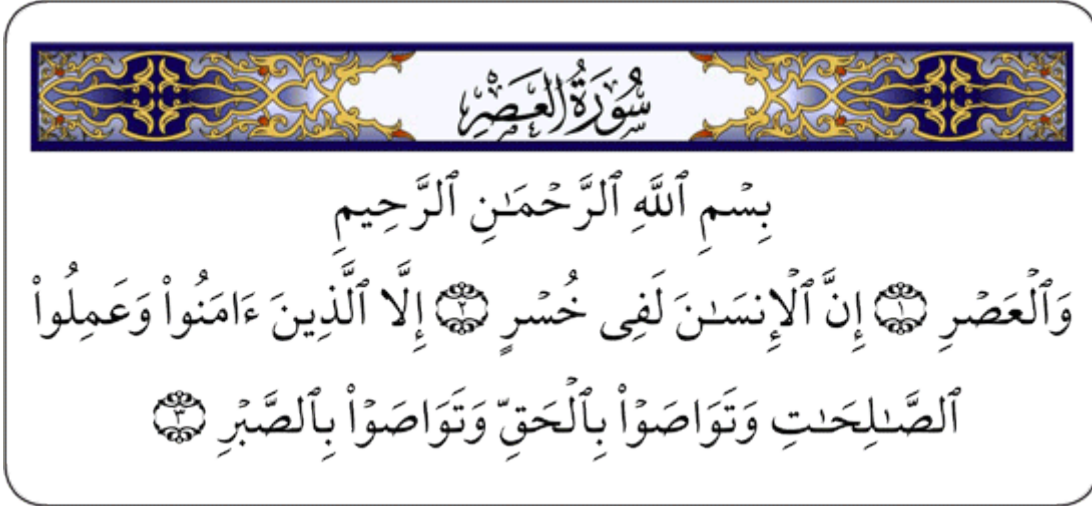 سُورَةُ العَصْرِ
بِسْمِ ٱللَّهِ ٱلرَّحْمَـٰنِ ٱلرَّحِيمِ
وَٱلْعَصْرِ ١ إِنَّ ٱلْإِنسَـٰنَ لَفِى خُسْرٍ ٢ إِلَّا ٱلَّذِينَ ءَامَنُوا۟ وَعَمِلُوا۟
ٱلصَّـٰلِحَـٰتِ وَتَوَاصَوْا۟ بِٱلْحَقِّ وَتَوَاصَوْا۟ بِٱلصَّبْرِ ٣